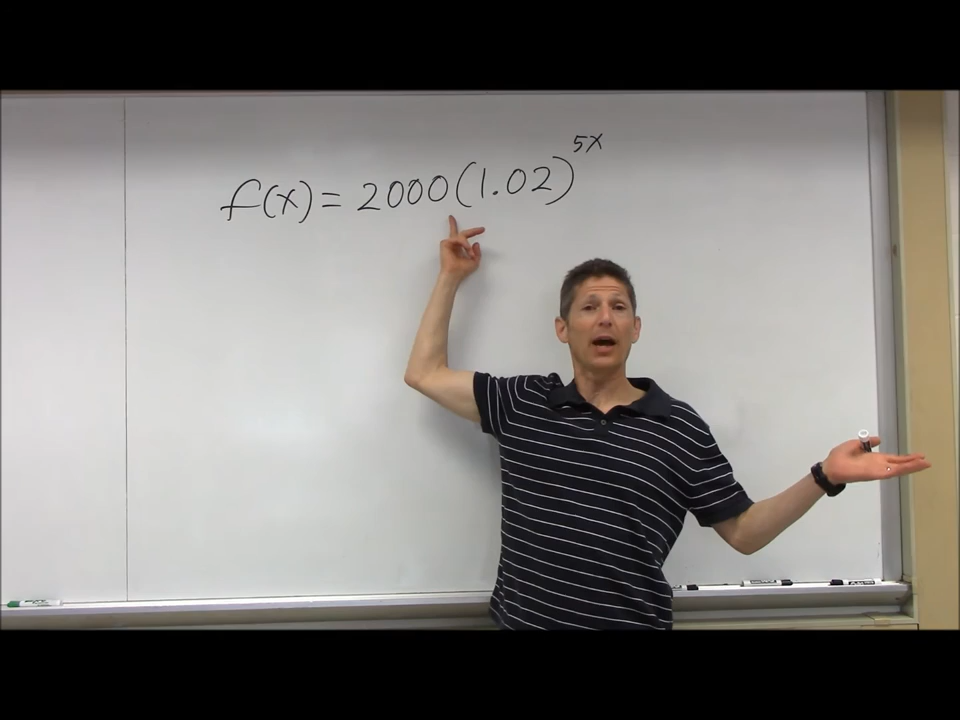 f(x) = 2000(1.02)^5x